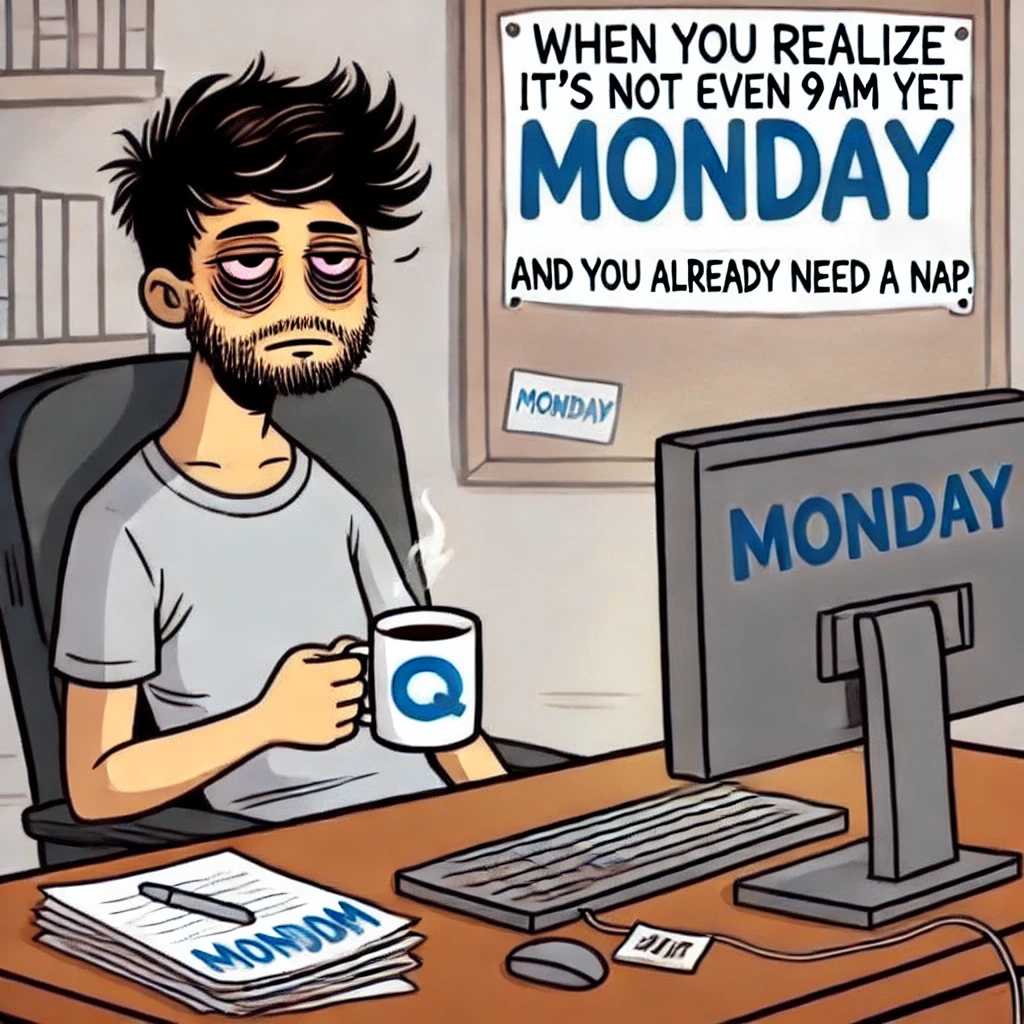 WHEN YOU REALIZE
IT'S NOT EVEN 9AM YET
MONDAY
AND YOU ALREADY NEED A NAP.
MONDAY
MONDAY
Q
MONDOM